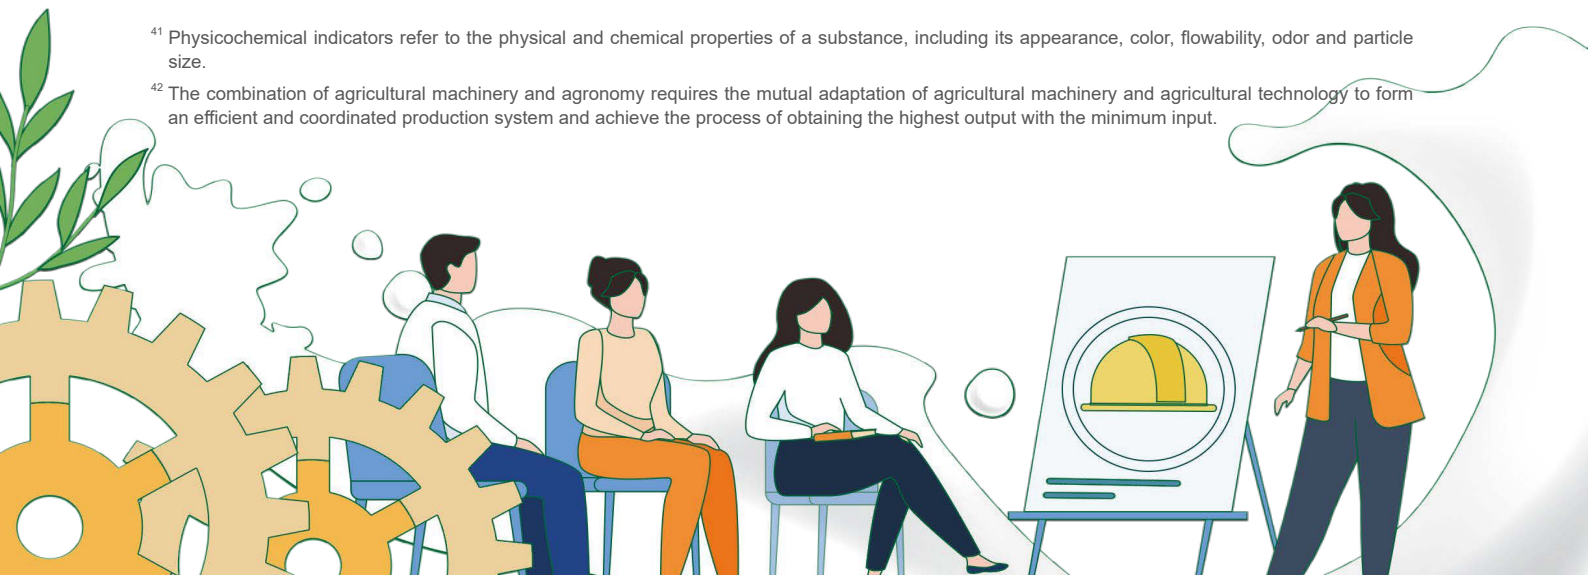 41 Physicochemical indicators refer to the physical and chemical properties of a substance, including its appearance, color, flowability, odor and particle
size.
42 The combination of agricultural machinery and agronomy requires the mutual adaptation of agricultural machinery and agricultural technology to form
an efficient and coordinated production system and achieve the process of obtaining the highest output with the minimum input.